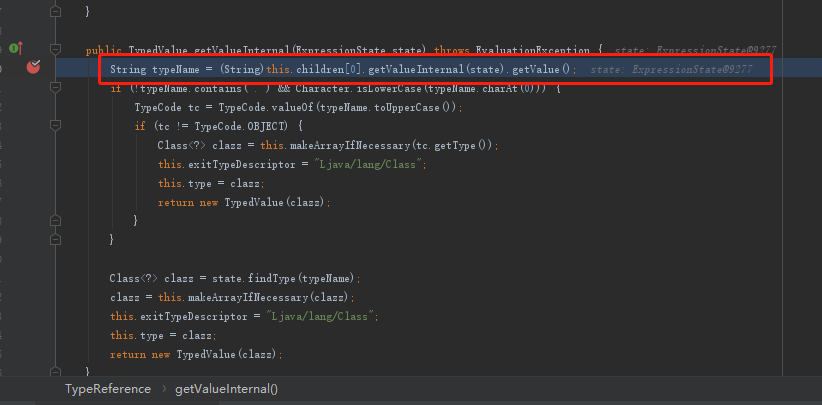 }
public TypedValue getValueInternal(ExpressionState state) throws EvaluationException { state: ExpressionState@9277
String typeName = (String)this.children[0].getValueInternal(state).getValue(); state: ExpressionState@9277
if (!typeName.contains(".") && Character.isLowerCase(typeName.charAt(0))) {
TypeCode tc = TypeCode.valueOf(typeName.toUpperCase());
if (tc != TypeCode.OBJECT) {
Class<?> clazz = this.makeArrayIfNecessary(tc.getType());
this.exitTypeDescriptor = "Ljava/lang/Class";
this.type = clazz;
return new TypedValue(clazz);
}
}
Class<?> clazz = state.findType(typeName);
clazz = this.makeArrayIfNecessary(clazz);
this.exitTypeDescriptor = "Ljava/lang/Class";
this.type = clazz;
return new TypedValue(clazz);
}
TypeReference > getValueInternal()